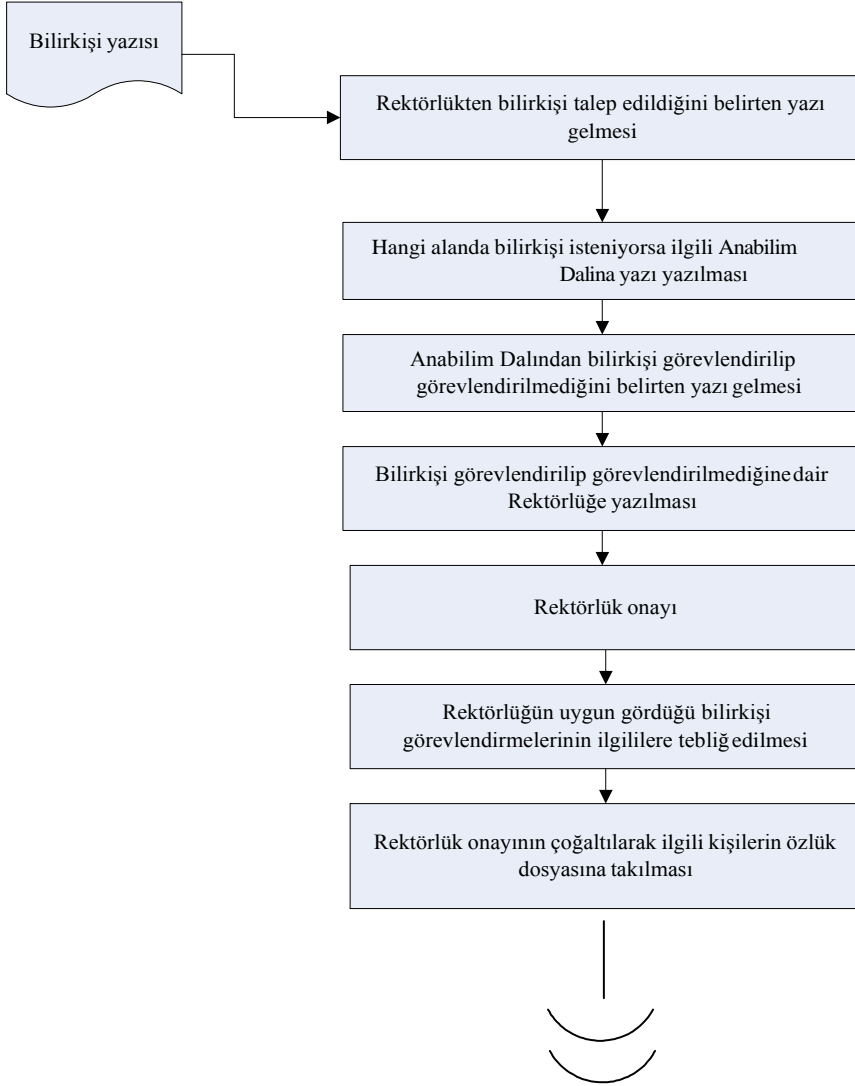 Bilirkişi yazısı
Rektörlükten bilirkişi talep edildiğini belirten yazı
gelmesi
Hangi alanda bilirkişi isteniyorsa ilgili Anabilim
Dalina yazı yazılması
Anabilim Dalından bilirkişi görevlendirilip
görevlendirilmediğini belirten yazı gelmesi
Bilirkişi görevlendirilip görevlendirilmediğine dair
Rektörlüğe yazılması
Rektörlük onayı
Rektörlüğün uygun gördüğü bilirkişi
görevlendirmelerinin ilgililere tebliğ edilmesi
Rektörlük onayının çoğaltılarak ilgili kişilerin özlük
dosyasına takılması